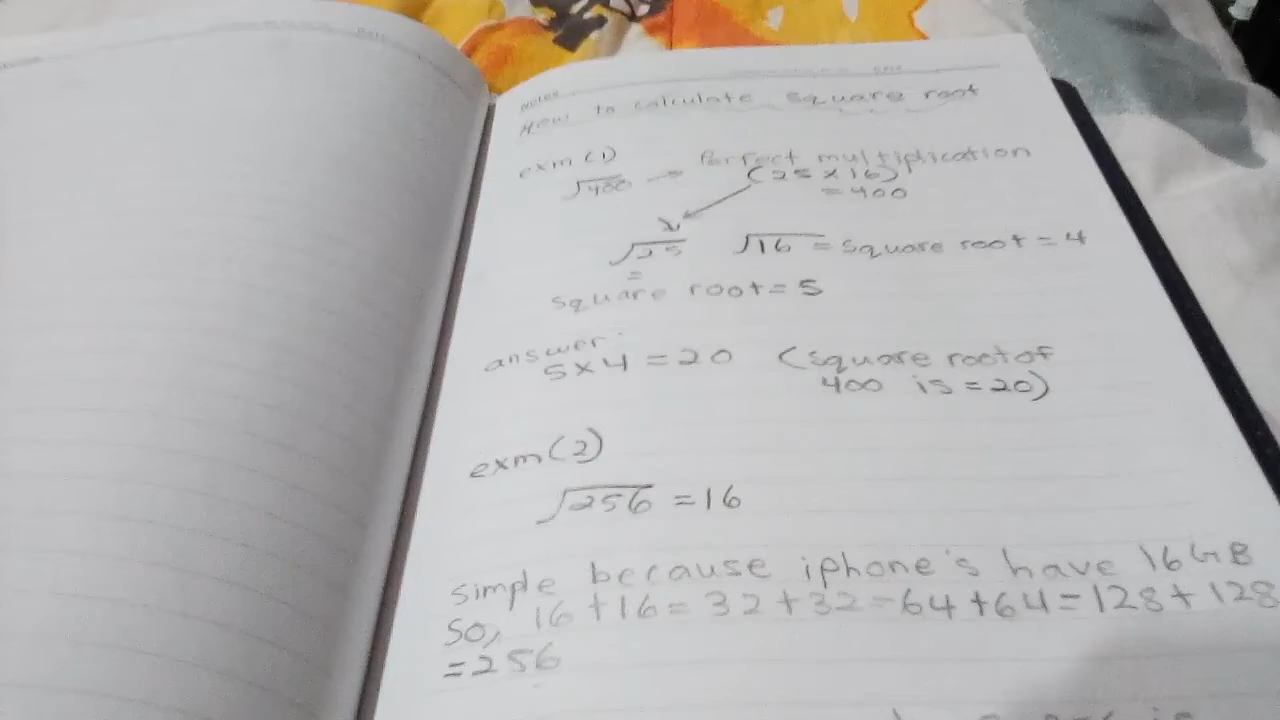 Notes
How to calculate square root
exm (1)
Perfect multiplication
√400 → (25 x 16)
= 400
√25 √16 = square root = 4
=
square root = 5
answer:
5 x 4 = 20 (square root of
400 is = 20)
exm (2)
√256 = 16
simple because iphone's have 16GB
so, 16 + 16 = 32 + 32 = 64 + 64 = 128 + 128
= 256